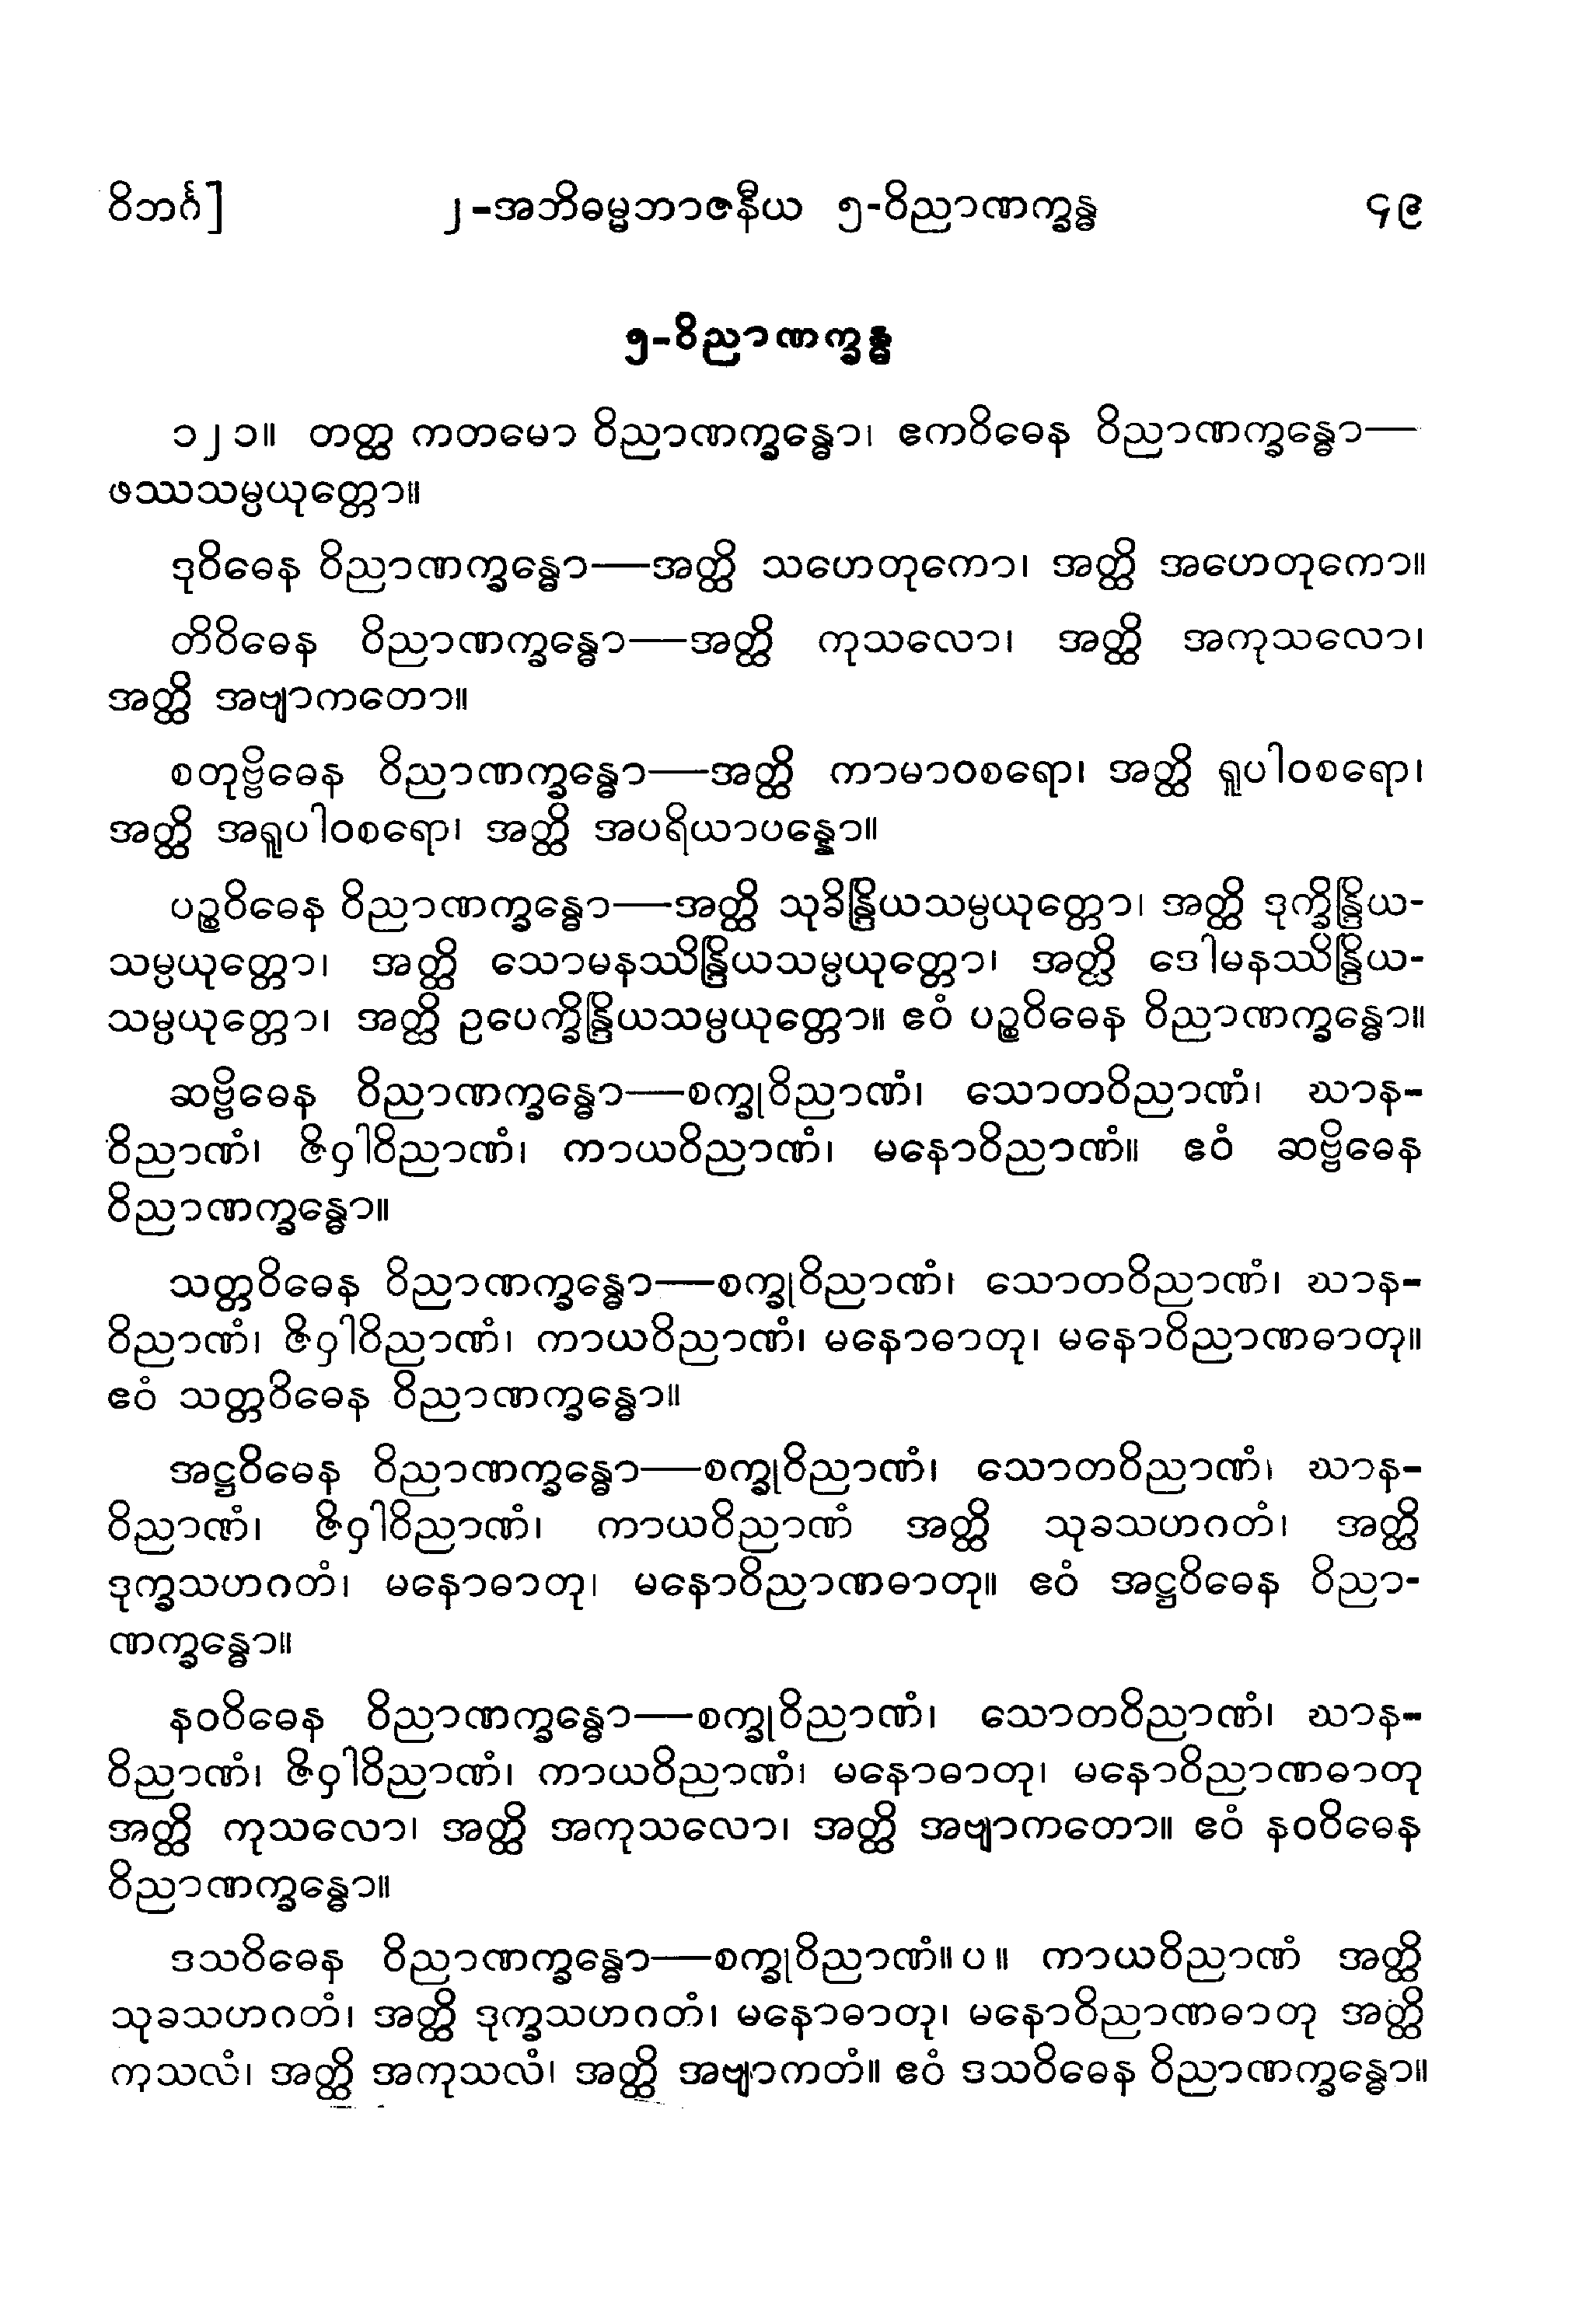 ဝိဘင်္ဂ] ၂-အဘိဓမ္မဘာဇနီယ ၅-ဝိညာဏက္ခန္ဓ ၄၉
၅-ဝိညာဏက္ခန္ဓ
၁၂၁။ တတ္ထ ကတမော ဝိညာဏက္ခန္ဓော၊ ဧကဝိဓေန ဝိညာဏက္ခန္ဓော—
ဖဿသမ္ပယုတ္တော။
ဒုဝိဓေန ဝိညာဏက္ခန္ဓော—အတ္ထိ သဟေတုကော၊ အတ္ထိ အဟေတုကော။
တိဝိဓေန ဝိညာဏက္ခန္ဓော—အတ္ထိ ကုသလော၊ အတ္ထိ အကုသလော၊
အတ္ထိ အဗျာကတော။
စတုဗ္ဗိဓေန ဝိညာဏက္ခန္ဓော—အတ္ထိ ကာမာဝစရော၊ အတ္ထိ ရူပါဝစရော၊
အတ္ထိ အရူပါဝစရော၊ အတ္ထိ အပရိယာပန္နော။
ပဉ္စဝိဓေန ဝိညာဏက္ခန္ဓော—အတ္ထိ သုခိန္ဒြိယသမ္ပယုတ္တော၊ အတ္ထိ ဒုက္ခိန္ဒြိယ-
သမ္ပယုတ္တော၊ အတ္ထိ သောမနဿိန္ဒြိယသမ္ပယုတ္တော၊ အတ္ထိ ဒေါမနဿိန္ဒြိယ-
သမ္ပယုတ္တော၊ အတ္ထိ ဥပေက္ခိန္ဒြိယသမ္ပယုတ္တော။ ဧဝံ ပဉ္စဝိဓေန ဝိညာဏက္ခန္ဓော။
ဆဗ္ဗိဓေန ဝိညာဏက္ခန္ဓော—စက္ခုဝိညာဏံ၊ သောတဝိညာဏံ၊ ဃာန-
ဝိညာဏံ၊ ဇိဝှါဝိညာဏံ၊ ကာယဝိညာဏံ၊ မနောဝိညာဏံ။ ဧဝံ ဆဗ္ဗိဓေန
ဝိညာဏက္ခန္ဓော။
သတ္တဝိဓေန ဝိညာဏက္ခန္ဓော—စက္ခုဝိညာဏံ၊ သောတဝိညာဏံ၊ ဃာန-
ဝိညာဏံ၊ ဇိဝှါဝိညာဏံ၊ ကာယဝိညာဏံ၊ မနောဓာတု၊ မနောဝိညာဏဓာတု။
ဧဝံ သတ္တဝိဓေန ဝိညာဏက္ခန္ဓော။
အဋ္ဌဝိဓေန ဝိညာဏက္ခန္ဓော—စက္ခုဝိညာဏံ၊ သောတဝိညာဏံ၊ ဃာန-
ဝိညာဏံ၊ ဇိဝှါဝိညာဏံ၊ ကာယဝိညာဏံ အတ္ထိ သုခသဟဂတံ၊ အတ္ထိ
ဒုက္ခသဟဂတံ၊ မနောဓာတု၊ မနောဝိညာဏဓာတု။ ဧဝံ အဋ္ဌဝိဓေန ဝိညာ-
ဏက္ခန္ဓော။
နဝဝိဓေန ဝိညာဏက္ခန္ဓော—စက္ခုဝိညာဏံ၊ သောတဝိညာဏံ၊ ဃာန-
ဝိညာဏံ၊ ဇိဝှါဝိညာဏံ၊ ကာယဝိညာဏံ၊ မနောဓာတု၊ မနောဝိညာဏဓာတု
အတ္ထိ ကုသလော၊ အတ္ထိ အကုသလော၊ အတ္ထိ အဗျာကတော။ ဧဝံ နဝဝိဓေန
ဝိညာဏက္ခန္ဓော။
ဒသဝိဓေန ဝိညာဏက္ခန္ဓော—စက္ခုဝိညာဏံ။ပ။ ကာယဝိညာဏံ အတ္ထိ
သုခသဟဂတံ၊ အတ္ထိ ဒုက္ခသဟဂတံ၊ မနောဓာတု၊ မနောဝိညာဏဓာတု အတ္ထိ
ကုသလံ၊ အတ္ထိ အကုသလံ၊ အတ္ထိ အဗျာကတံ။ ဧဝံ ဒသဝိဓေန ဝိညာဏက္ခန္ဓော။